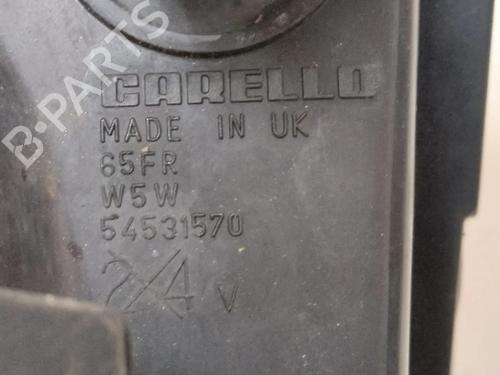 B-PARTS
CARELLO
MADE IN UK
65FR
W5W
54531570
24 V